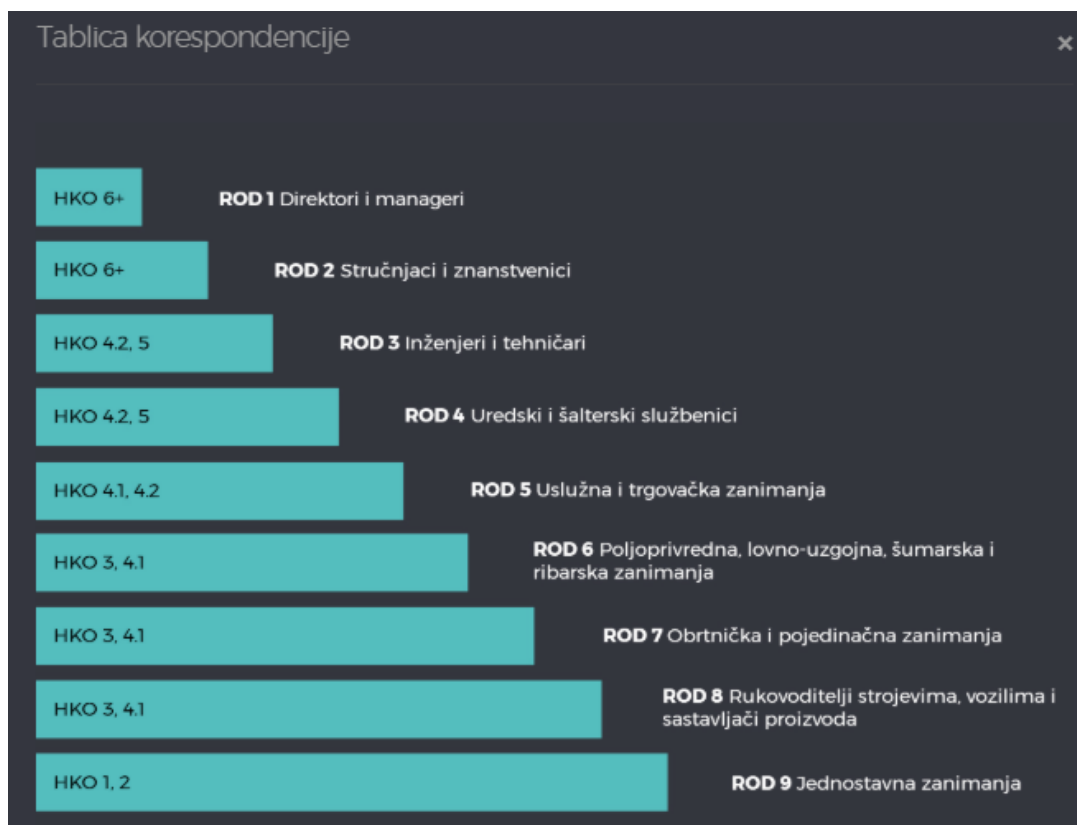 Tablica korespondencije ×
HKO 6+ ROD 1 Direktori i manageri
HKO 6+ ROD 2 Stručnjaci i znanstvenici
HKO 4.2, 5 ROD 3 Inženjeri i tehničari
HKO 4.2, 5 ROD 4 Uredski i šalterski službenici
HKO 4.1, 4.2 ROD 5 Uslužna i trgovačka zanimanja
HKO 3, 4.1 ROD 6 Poljoprivredna, lovno-uzgojna, šumarska i
ribarska zanimanja
HKO 3, 4.1 ROD 7 Obrtnička i pojedinačna zanimanja
HKO 3, 4.1 ROD 8 Rukovoditelji strojevima, vozilima i
sastavljači proizvoda
HKO 1, 2 ROD 9 Jednostavna zanimanja